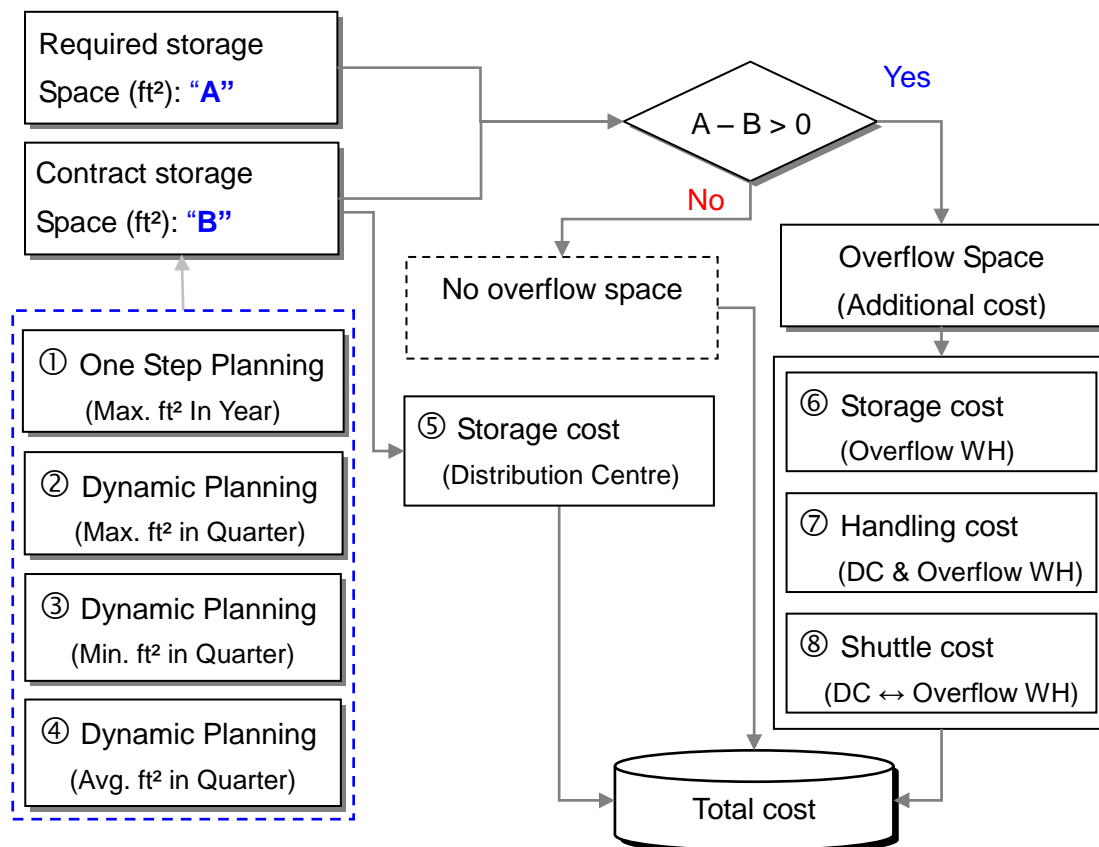 Required storage
Space (ft²): “A”
Contract storage
Space (ft²): “B”
A – B > 0
Yes
No
No overflow space
Overflow Space
(Additional cost)
① One Step Planning
(Max. ft² In Year)
② Dynamic Planning
(Max. ft² in Quarter)
③ Dynamic Planning
(Min. ft² in Quarter)
④ Dynamic Planning
(Avg. ft² in Quarter)
⑤ Storage cost
(Distribution Centre)
⑥ Storage cost
(Overflow WH)
⑦ Handling cost
(DC & Overflow WH)
⑧ Shuttle cost
(DC ↔ Overflow WH)
Total cost